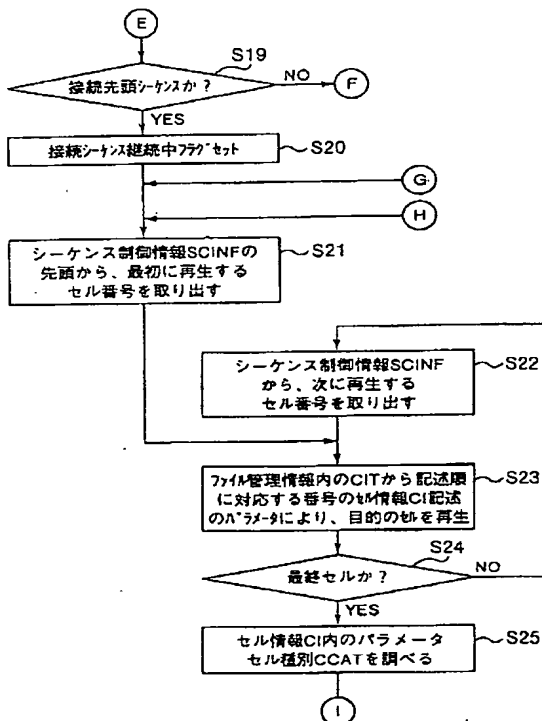 E
S19
接続先頭シーケンスか?
NO
F
YES
接続シーケンス継続中フラグセット
S20
G
H
シーケンス制御情報SCINFの
先頭から、最初に再生する
セル番号を取り出す
S21
シーケンス制御情報SCINF
から、次に再生する
セル番号を取り出す
S22
ファイル管理情報内のCITから記述順
に対応する番号のセル情報CI記述
のパラメータにより、目的のセルを再生
S23
最終セルか?
S24
NO
YES
セル情報CI内のパラメータ
セル種別CCATを調べる
S25
I